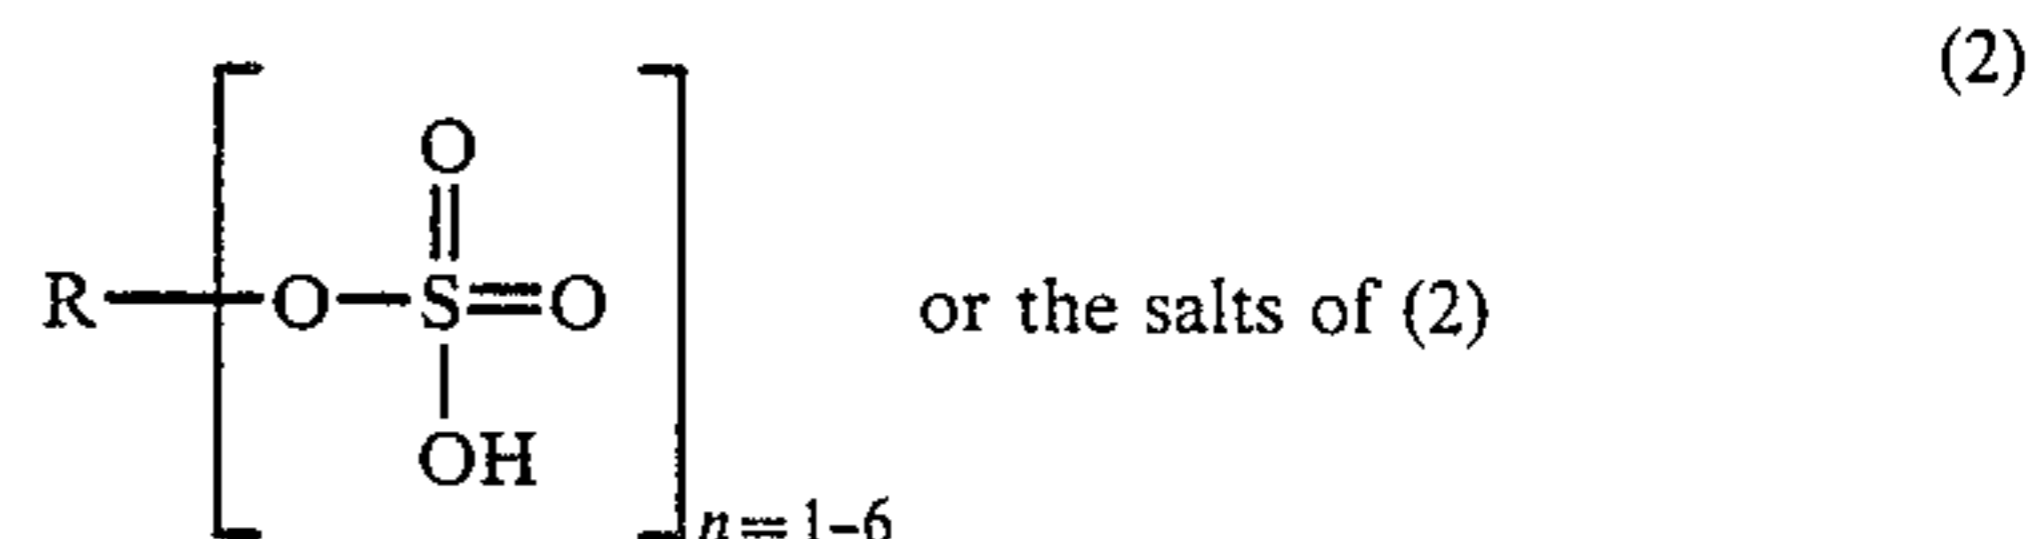 (2)
O
R—O—S=O or the salts of (2)
OH
n=1–6